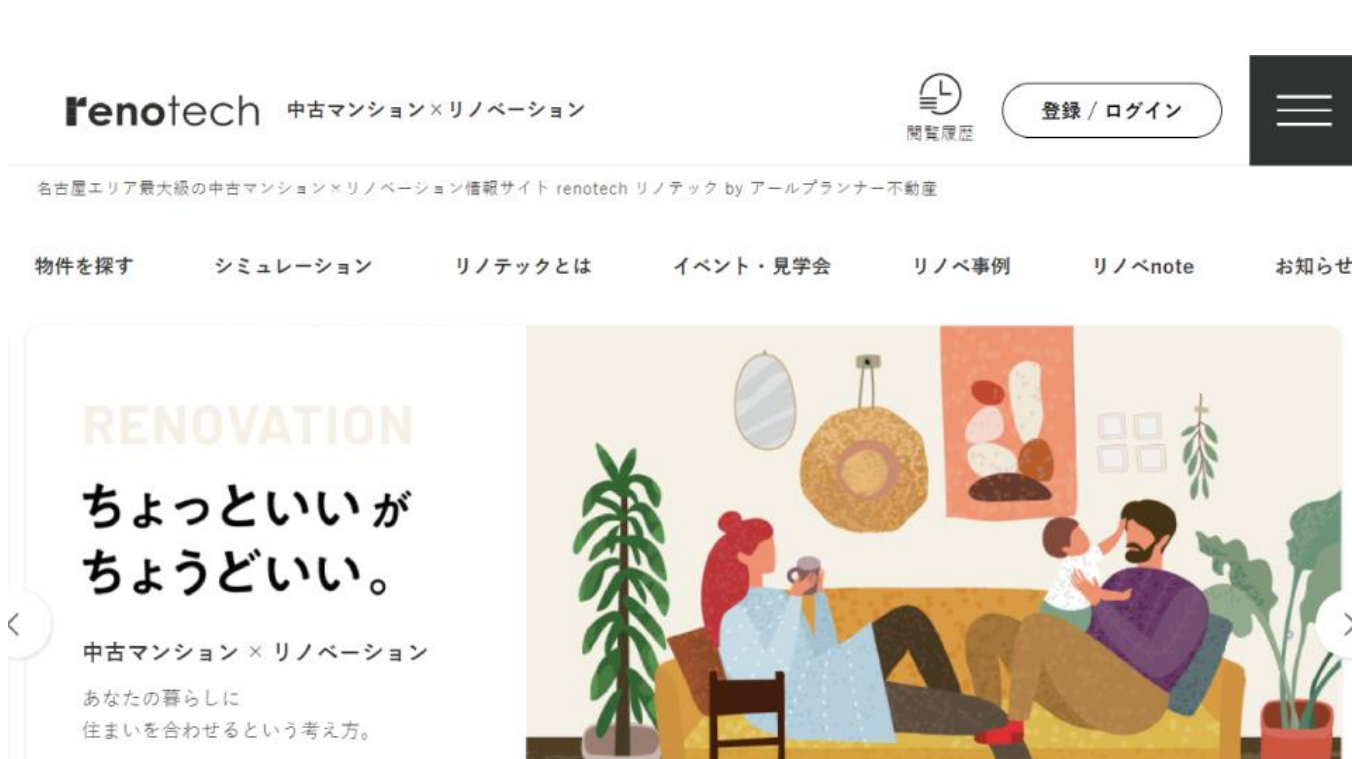 renotech 中古マンション×リノベーション
閲覧履歴
登録 / ログイン
名古屋エリア最大級の中古マンション×リノベーション情報サイト renotech リノテック by アールプランナー不動産
物件を探す シミュレーション リノテックとは イベント・見学会 リノベ事例 リノベnote お知らせ
RENOVATION
ちょっといいが
ちょうどいい。
中古マンション × リノベーション
あなたの暮らしに
住まいを合わせるという考え方。